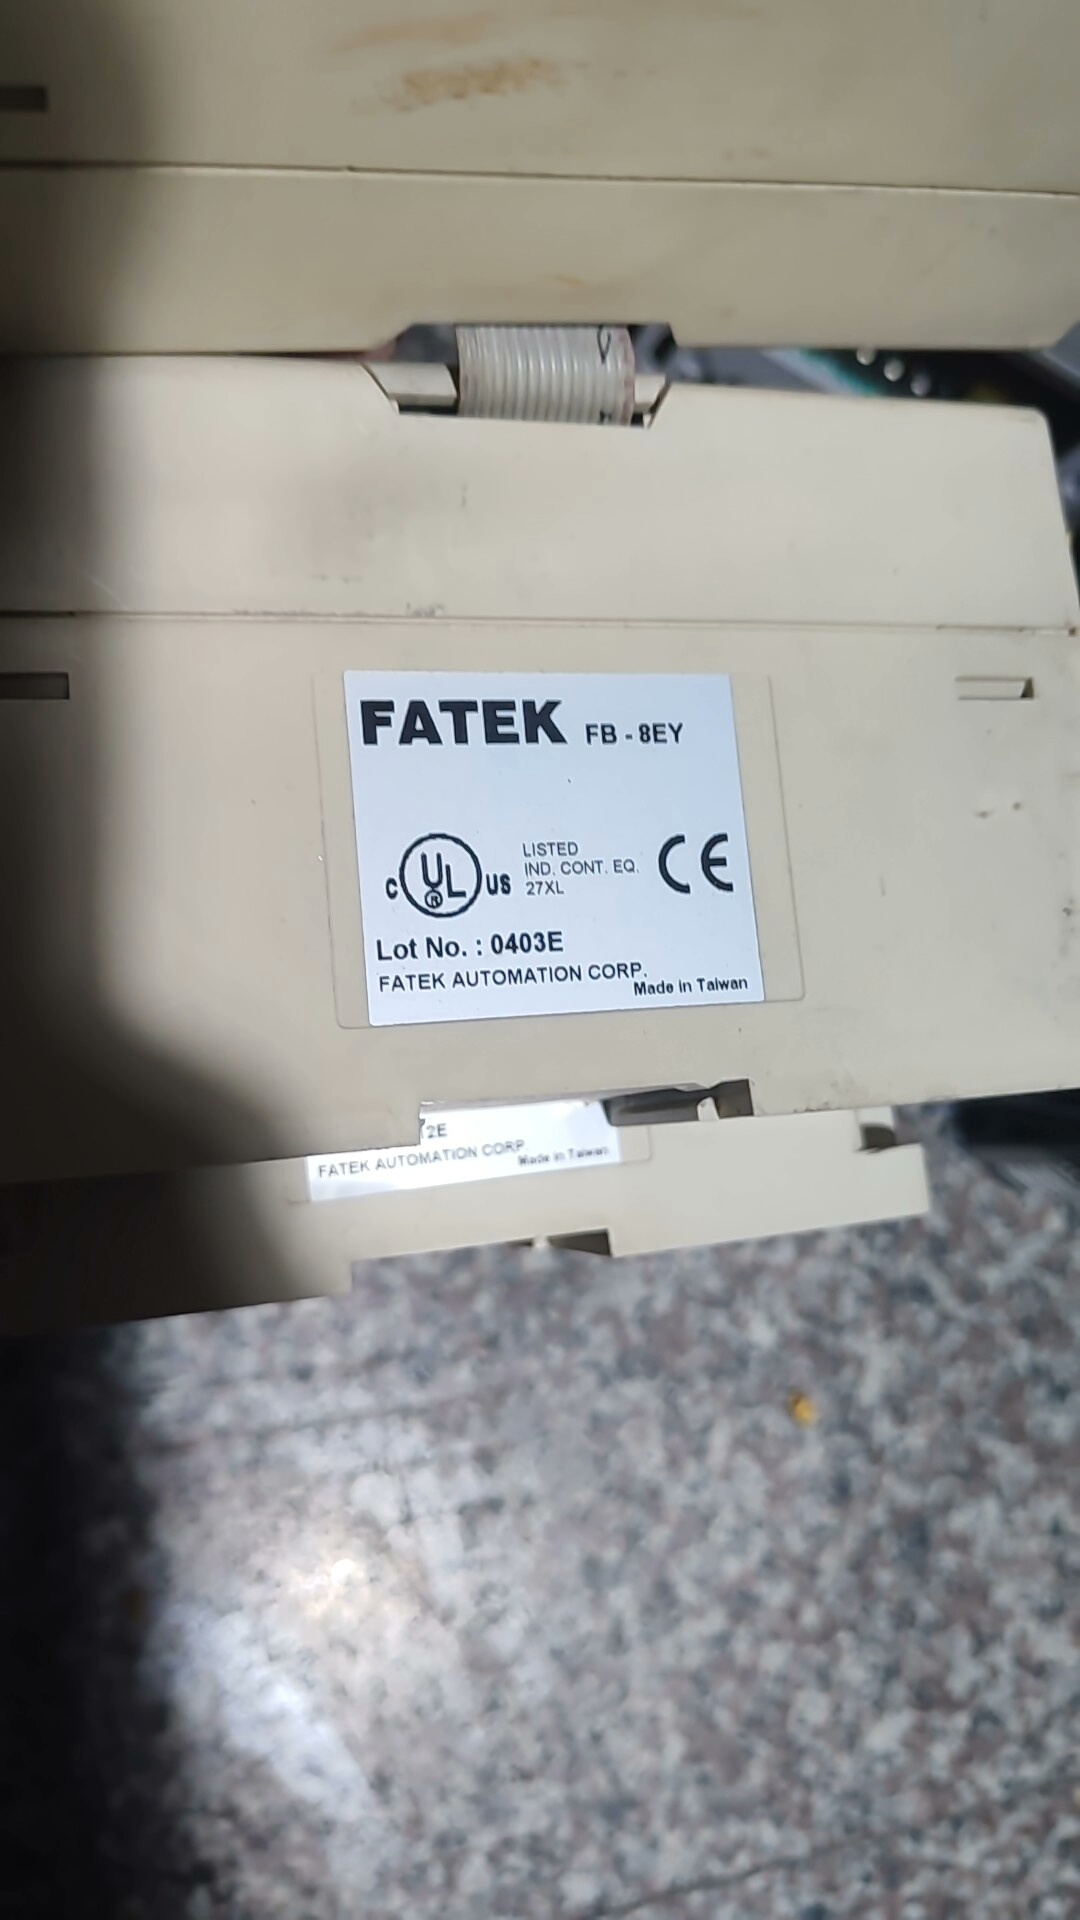 FATEK FB - 8EY
C UL ® US
LISTED
IND. CONT. EQ.
27XL
CE
Lot No. : 0403E
FATEK AUTOMATION CORP.
Made in Taiwan
2E
FATEK AUTOMATION CORP.
Made in Taiwan